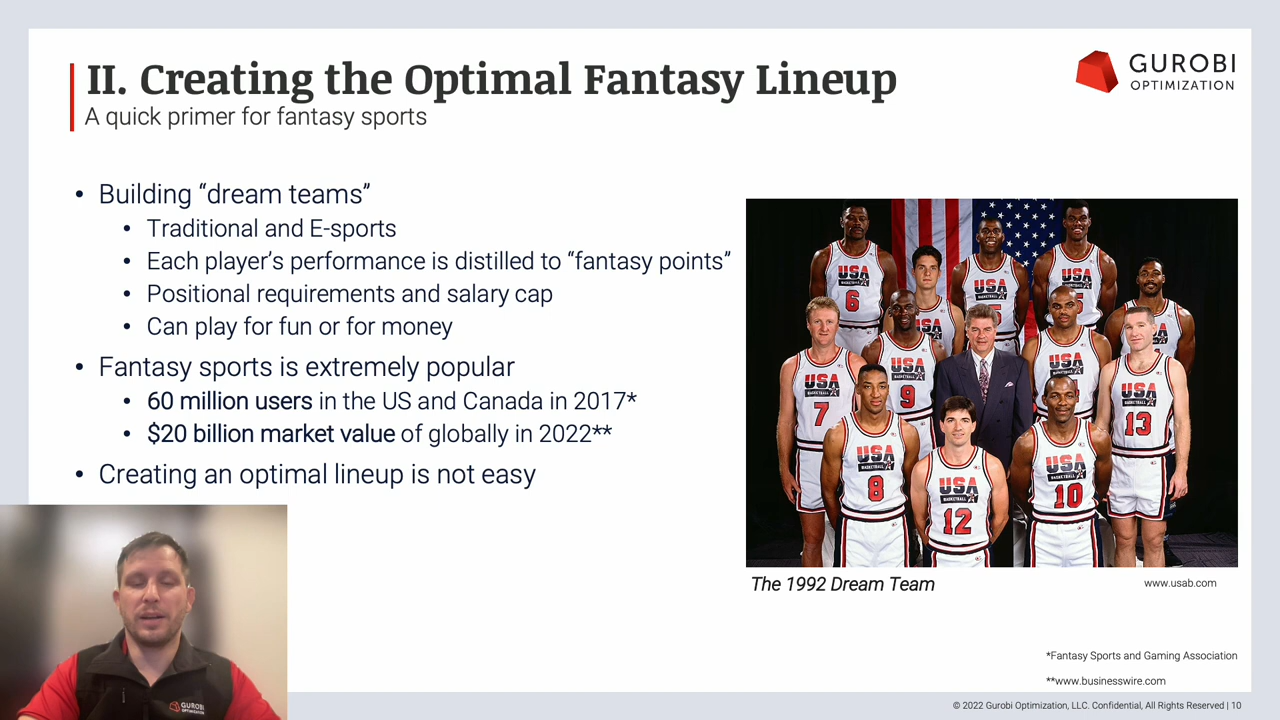 II. Creating the Optimal Fantasy Lineup
A quick primer for fantasy sports
GUROBI
OPTIMIZATION
• Building “dream teams”
• Traditional and E-sports
• Each player’s performance is distilled to “fantasy points”
• Positional requirements and salary cap
• Can play for fun or for money
• Fantasy sports is extremely popular
• 60 million users in the US and Canada in 2017*
• $20 billion market value of globally in 2022**
• Creating an optimal lineup is not easy
USA
6
USA
USA
USA
USA
7
USA
9
USA
USA
13
USA
BASKETBALL
8
USA
BASKETBALL
12
USA
BASKETBALL
10
The 1992 Dream Team
www.usab.com
GUROBI
OPTIMIZATION
*Fantasy Sports and Gaming Association
**www.businesswire.com
© 2022 Gurobi Optimization, LLC. Confidential, All Rights Reserved | 10